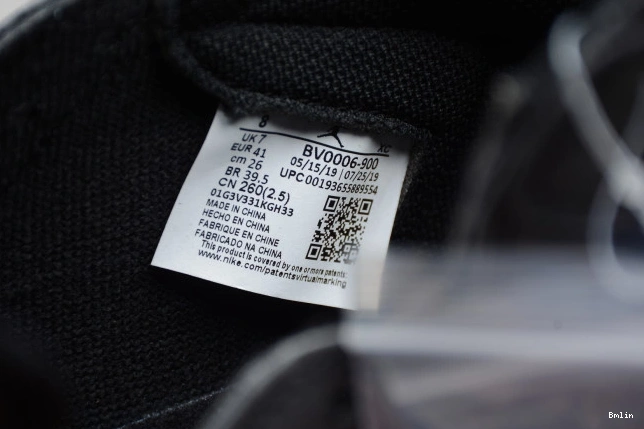 8 XC
UK 7
EUR 41
cm 26
BR 39.5
CN 260(2.5)
01G3V331KGH33
MADE IN CHINA
HECHO EN CHINA
FABRIQUE EN CHINE
FABRICADO NA CHINA
BV0006-900
05/15/19 07/25/19
UPC00193655889554
This product is covered by one or more patents:
www.nike.com/patentsvirtualmarking
Bmlin